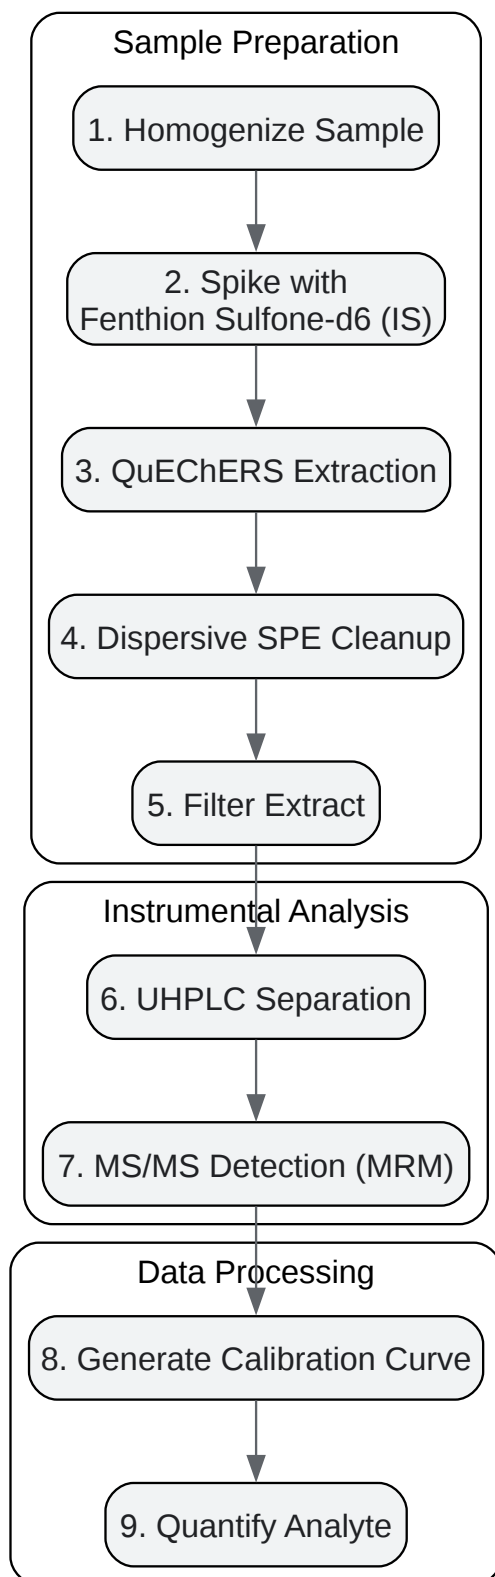 Sample Preparation
1. Homogenize Sample
2. Spike with
Fenthion Sulfone-d6 (IS)
3. QuEChERS Extraction
4. Dispersive SPE Cleanup
5. Filter Extract
Instrumental Analysis
6. UHPLC Separation
7. MS/MS Detection (MRM)
Data Processing
8. Generate Calibration Curve
9. Quantify Analyte